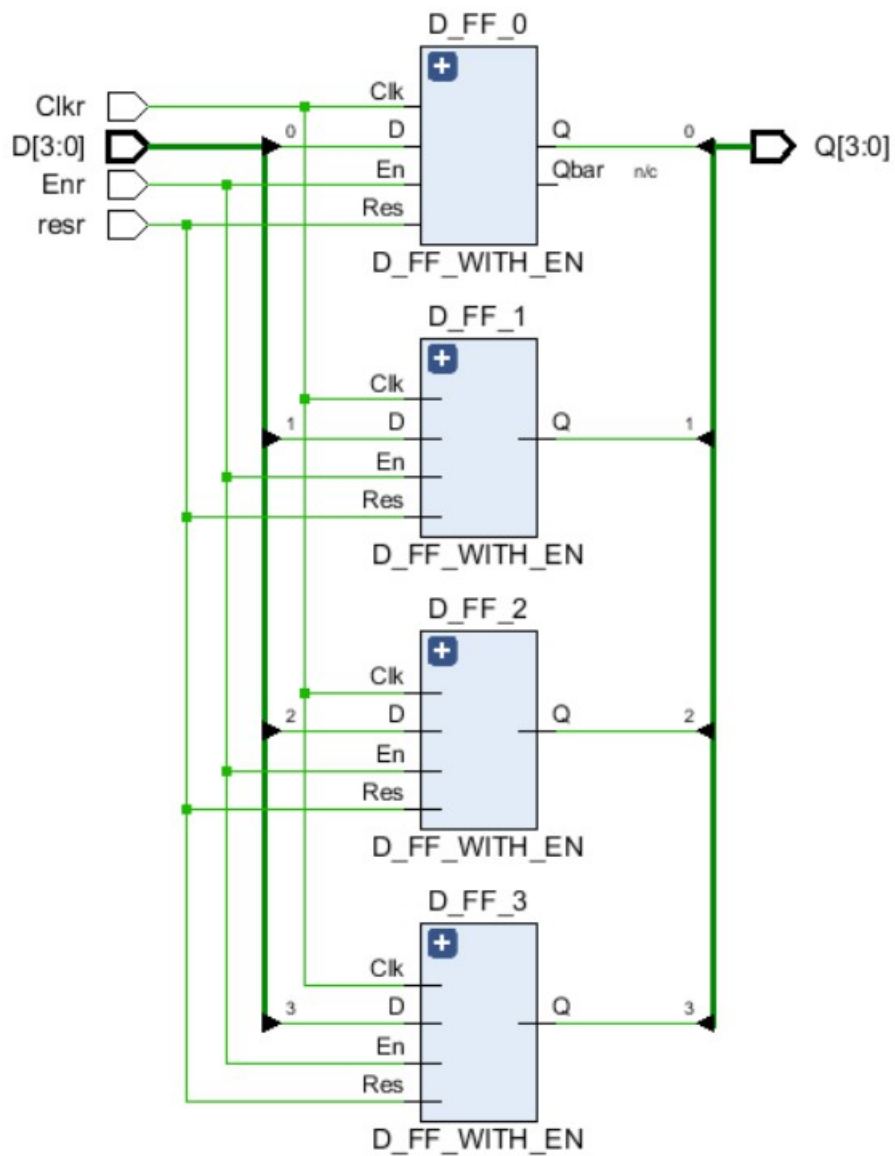 D_FF_0
Clkr
Clk
D[3:0]
0
D
Q
0
Q[3:0]
Enr
En
Qbar n/c
resr
Res
D_FF_WITH_EN
D_FF_1
Clk
1
D
Q
1
En
Res
D_FF_WITH_EN
D_FF_2
Clk
2
D
Q
2
En
Res
D_FF_WITH_EN
D_FF_3
Clk
3
D
Q
3
En
Res
D_FF_WITH_EN